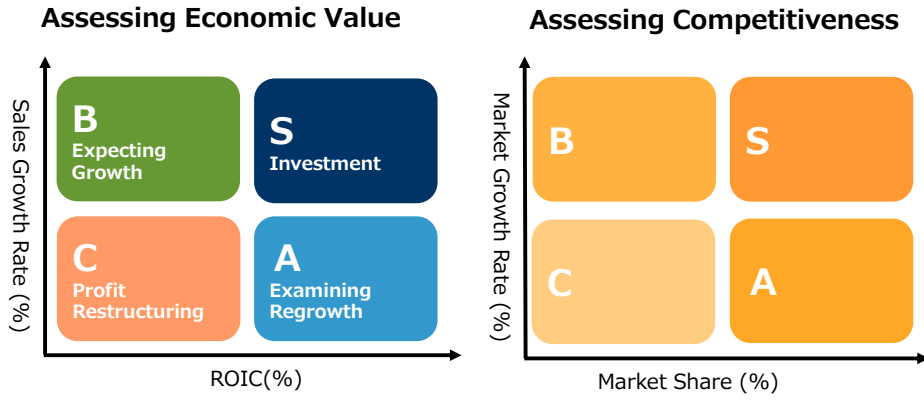 Assessing Economic Value
Sales Growth Rate (%)
B
Expecting
Growth
S
Investment
C
Profit
Restructuring
A
Examining
Regrowth
ROIC(%)
Assessing Competitiveness
Market Growth Rate (%)
B
S
C
A
Market Share (%)